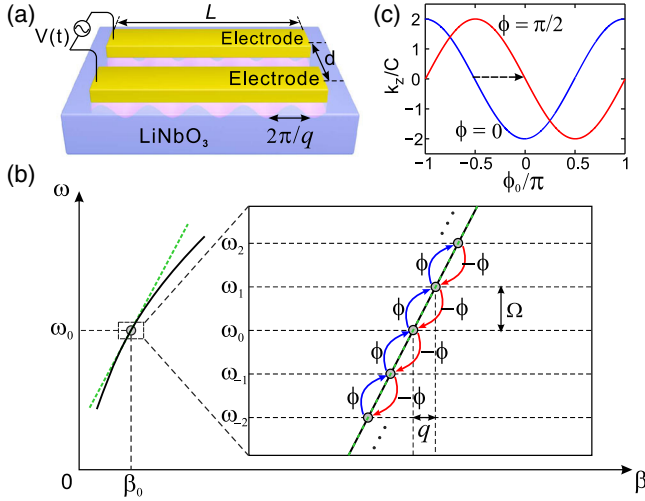 (a)
L
V(t)
Electrode
d
Electrode
LiNbO₃
2π/q
(c)
k_z/C
2
1
0
-1
-2
ϕ = π/2
ϕ = 0
-1 -0.5 0 0.5 1
ϕ₀/π
(b)
ω
ω₀
0
β₀
β
ω₂
ω₁
ω₀
ω₋₁
ω₋₂
ϕ −ϕ
ϕ −ϕ
ϕ −ϕ
ϕ −ϕ
Ω
q